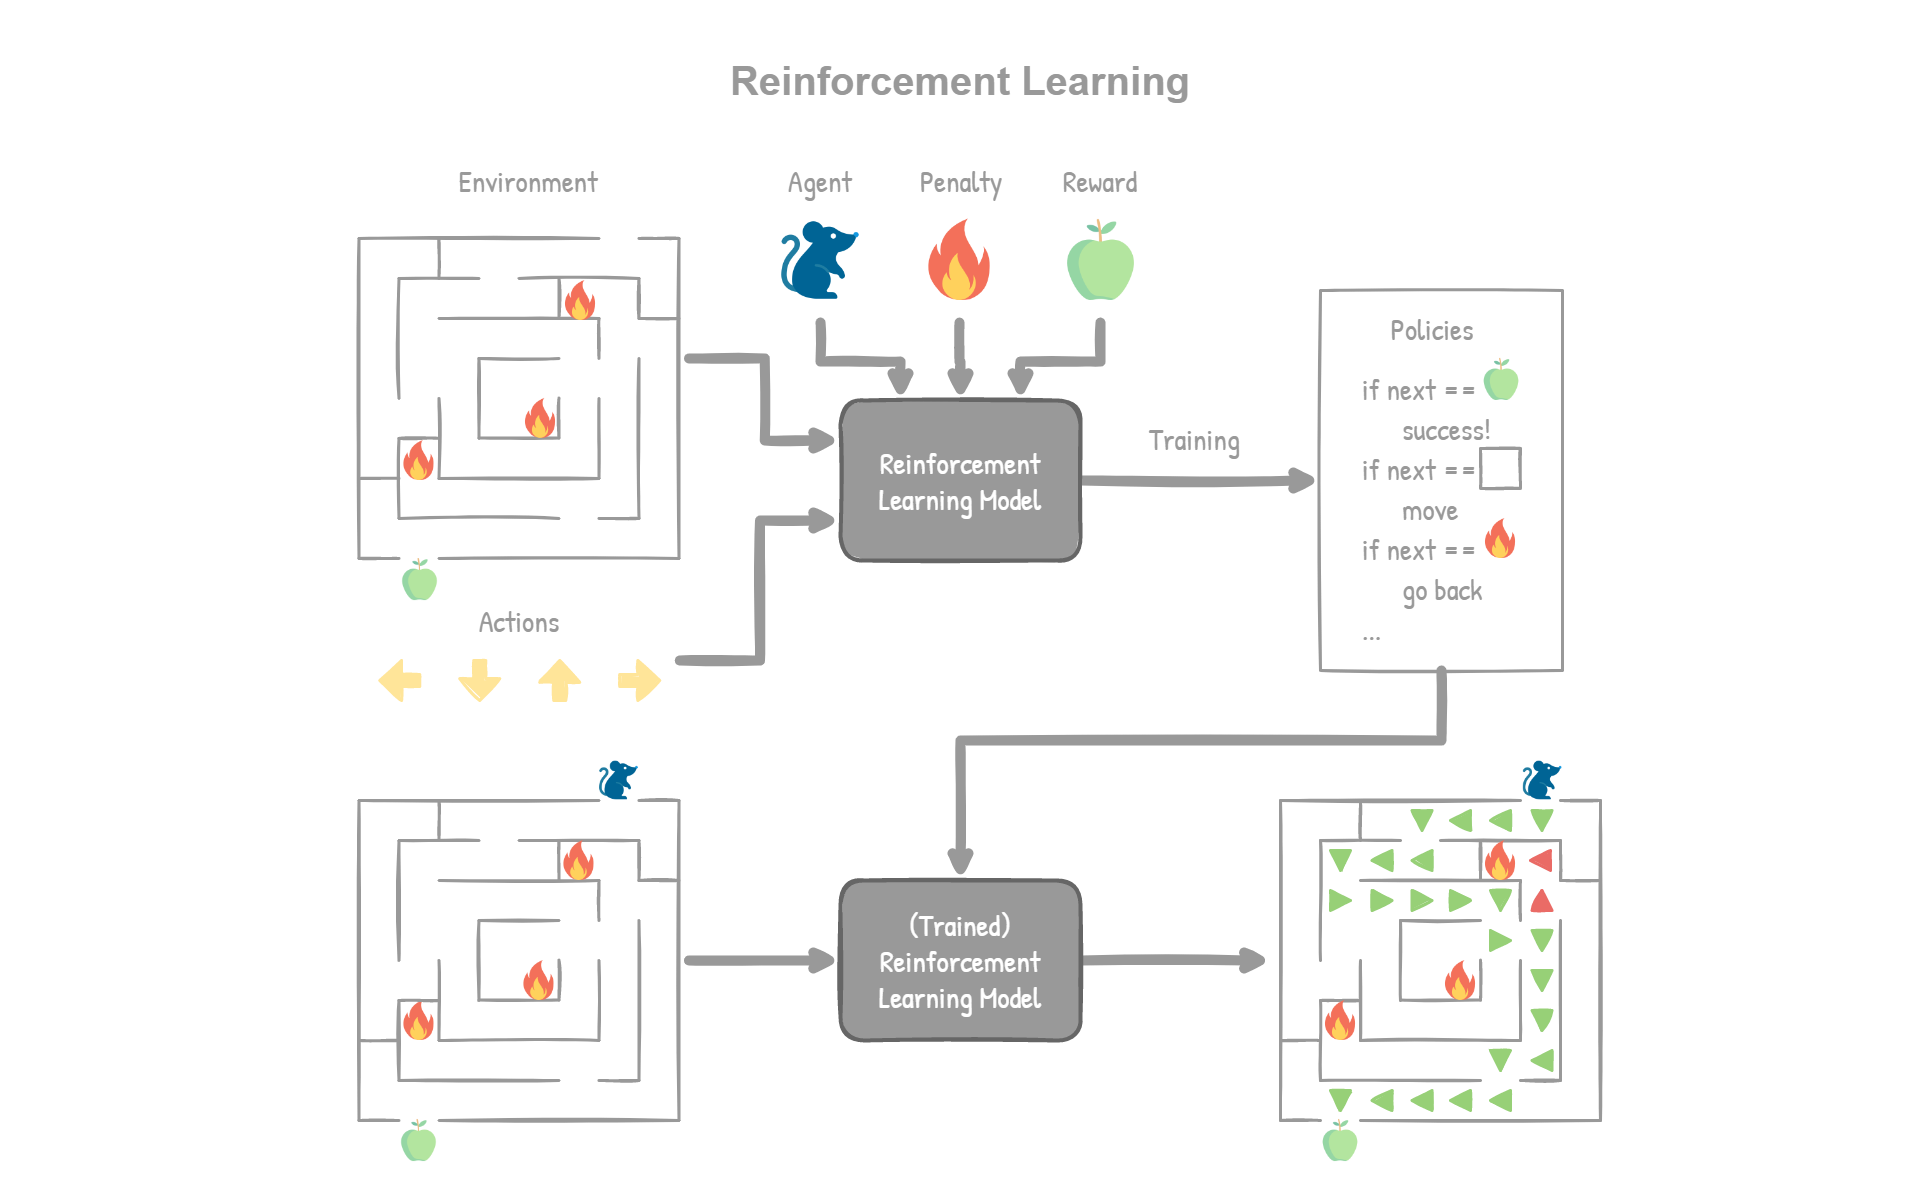 Reinforcement Learning
Environment
Agent
Penalty
Reward
Policies
if next ==
success!
if next ==
move
if next ==
go back
...
Reinforcement
Learning Model
Training
Actions
(Trained)
Reinforcement
Learning Model